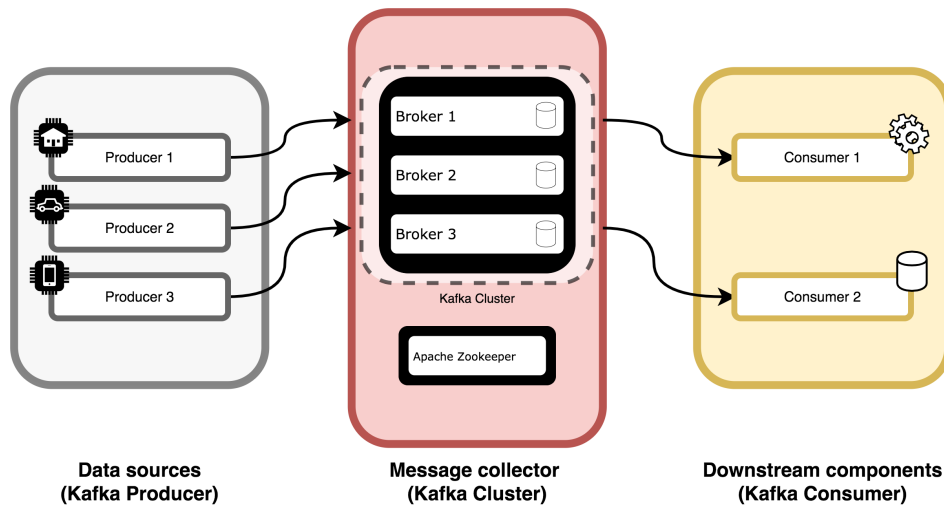 Producer 1
Producer 2
Producer 3
Broker 1
Broker 2
Broker 3
Kafka Cluster
Apache Zookeeper
Consumer 1
Consumer 2
Data sources
(Kafka Producer)
Message collector
(Kafka Cluster)
Downstream components
(Kafka Consumer)